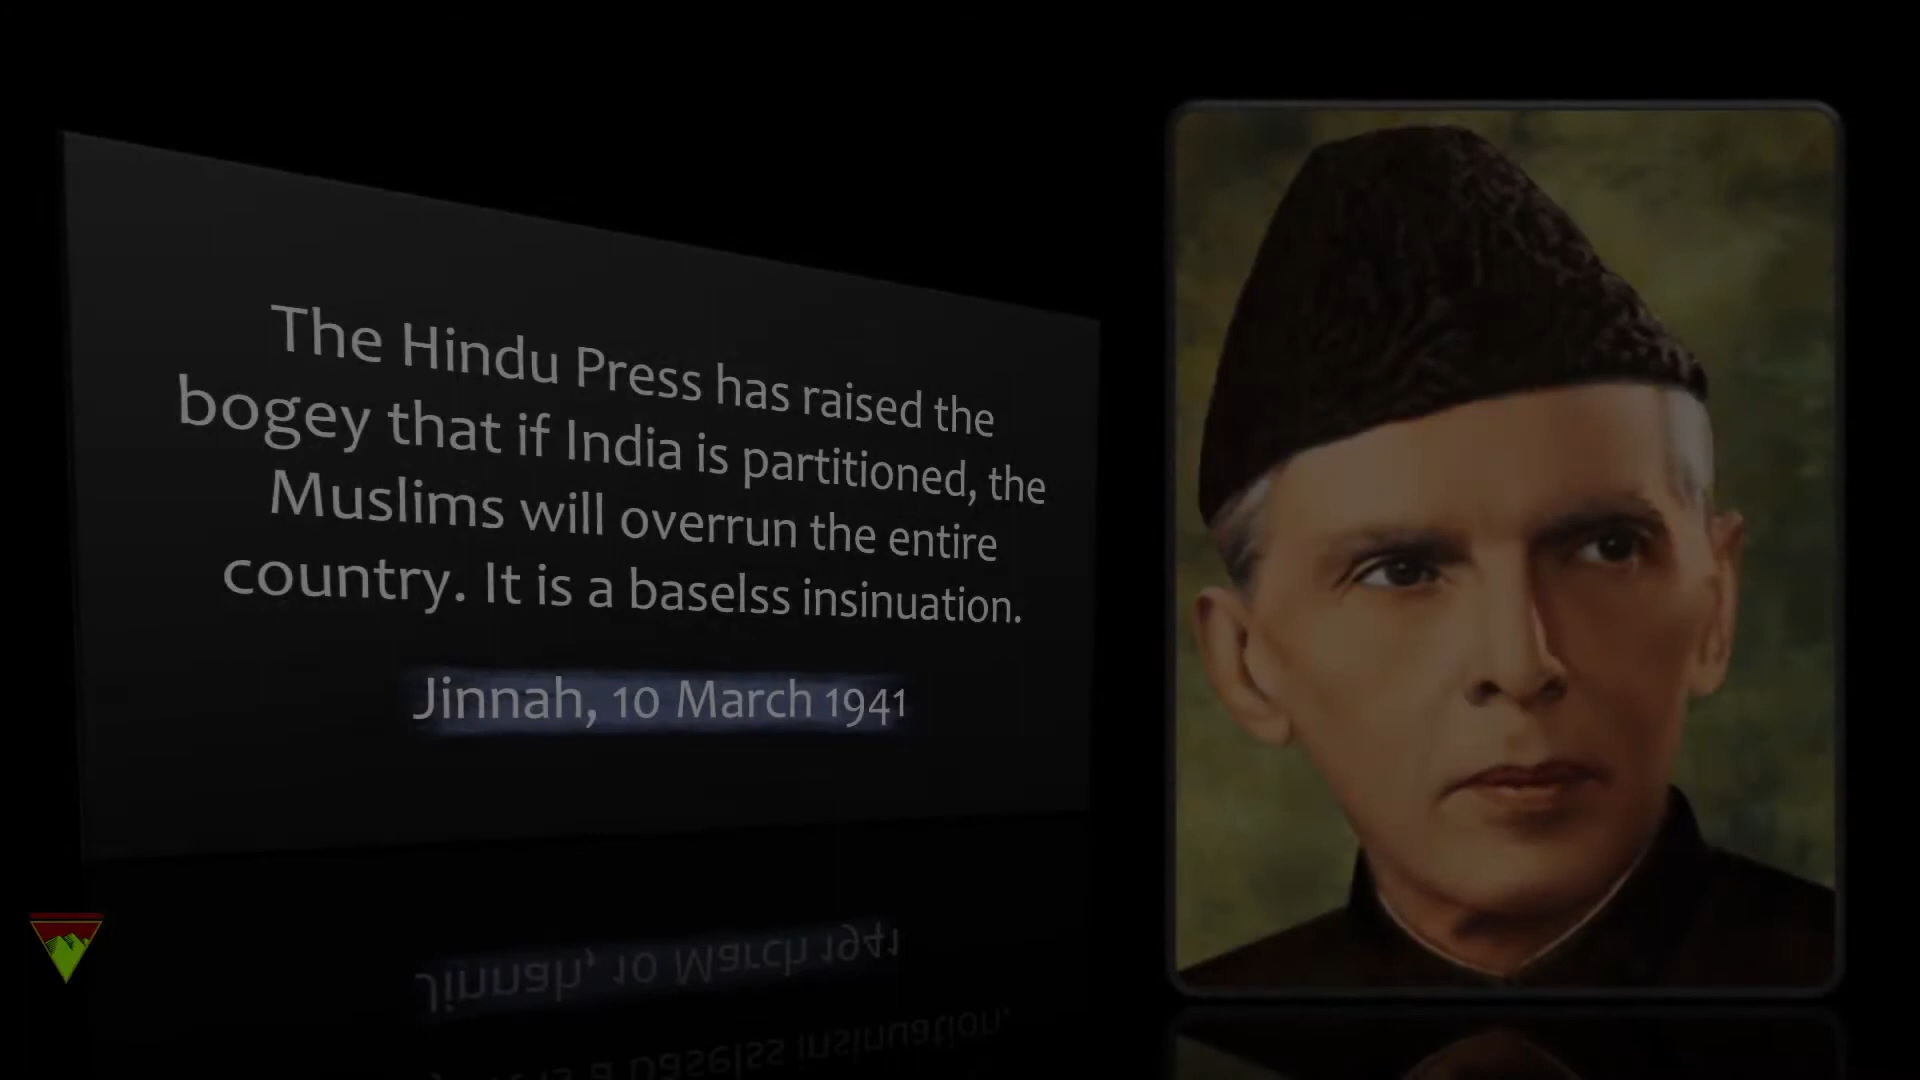 The Hindu Press has raised the
bogey that if India is partitioned, the
Muslims will overrun the entire
country. It is a baselss insinuation.
Jinnah, 10 March 1941